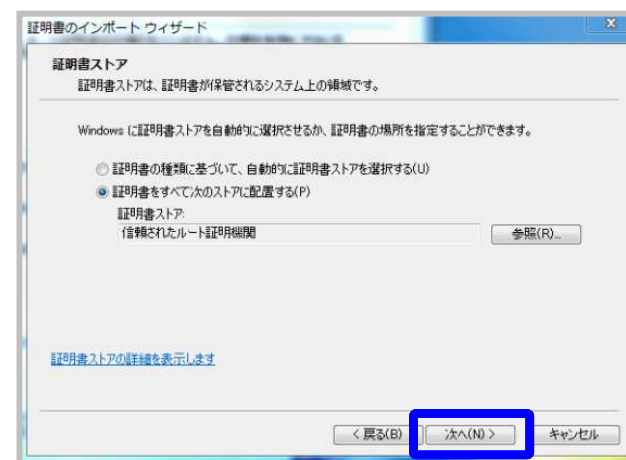 証明書のインポート ウィザード
証明書ストア
証明書ストアは、証明書が保管されるシステム上の領域です。
Windows に証明書ストアを自動的に選択させるか、証明書の場所を指定することができます。
証明書の種類に基づいて、自動的に証明書ストアを選択する(U)
証明書をすべて次のストアに配置する(P)
証明書ストア:
信頼されたルート証明機関
参照(R)...
証明書ストアの詳細を表示します
< 戻る(B)
次へ(N) >
キャンセル